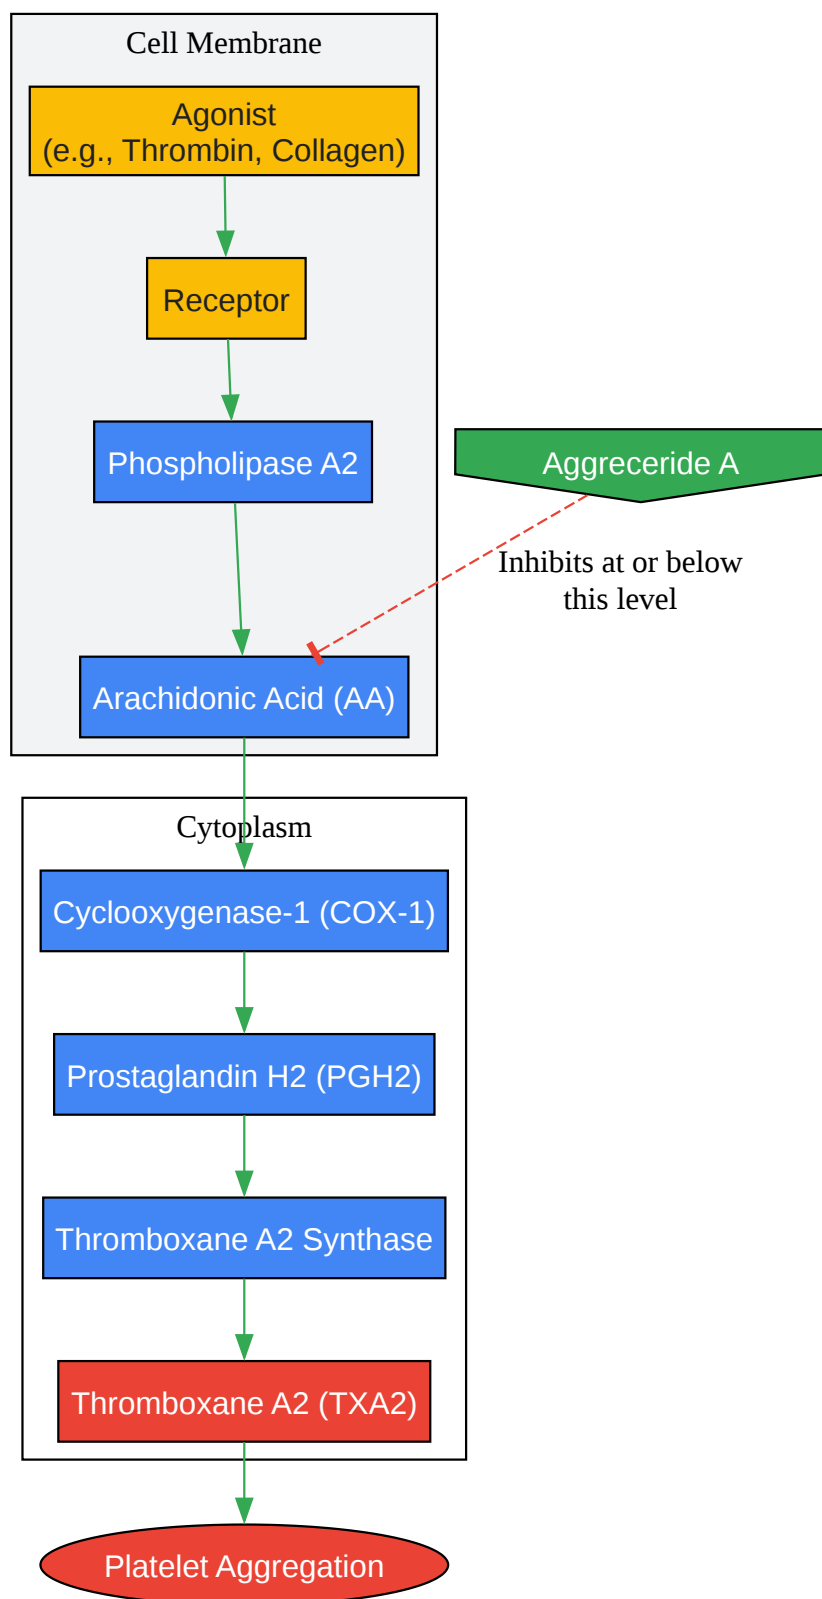 Cell Membrane
Agonist
(e.g., Thrombin, Collagen)
Receptor
Phospholipase A2
Aggreceride A
Inhibits at or below
this level
Arachidonic Acid (AA)
Cytoplasm
Cyclooxygenase-1 (COX-1)
Prostaglandin H2 (PGH2)
Thromboxane A2 Synthase
Thromboxane A2 (TXA2)
Platelet Aggregation